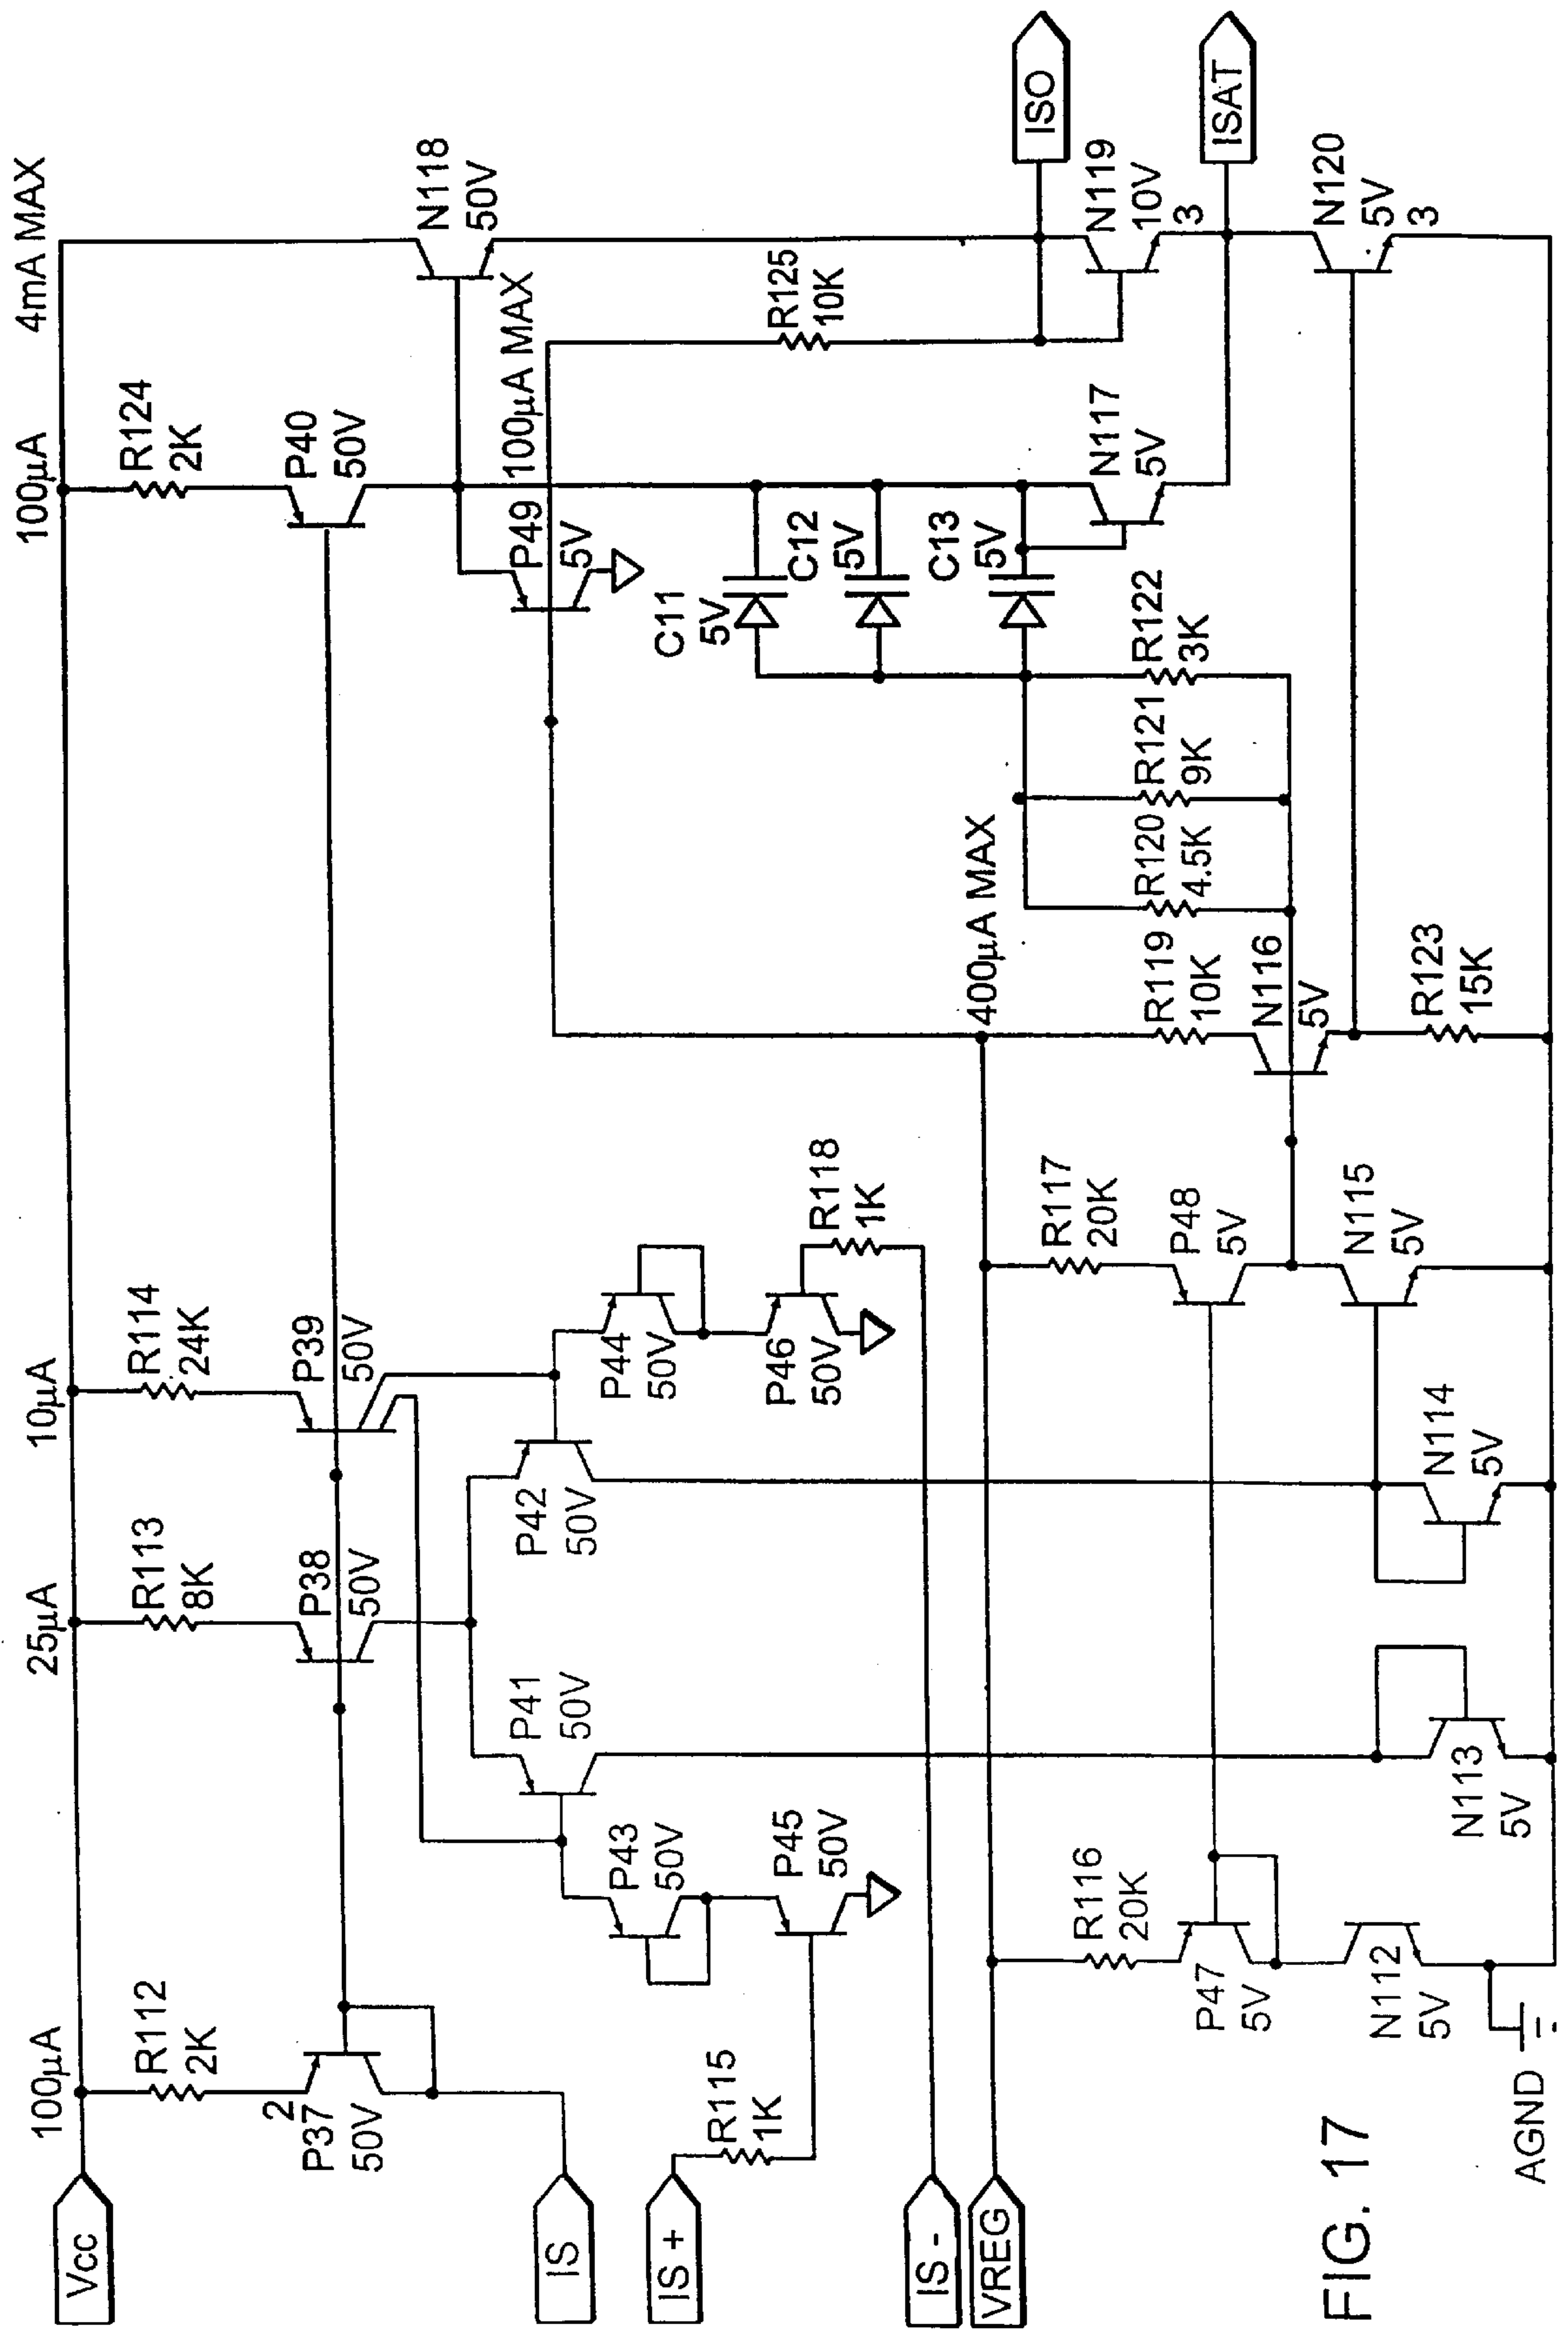 100µA
R112
2K
2
P37
50V
25µA
R113
8K
P38
50V
10µA
R114
24K
P39
50V
100µA
R124
2K
P40
50V
4mA MAX
N118
50V
Vcc
IS
IS +
IS -
VREG
R115
1K
P41
50V
P42
50V
P43
50V
P45
50V
P44
50V
P46
50V
R118
1K
P49
5V
100µA MAX
R125
10K
C11
5V
C12
5V
C13
5V
N117
5V
ISO
N119
10V
3
ISAT
N120
5V
3
R116
20K
P47
5V
N112
5V
N113
5V
N114
5V
R117
20K
P48
5V
N115
5V
400µA MAX
R119
10K
N116
5V
R120
4.5K
R121
9K
R122
3K
R123
15K
AGND
FIG. 17